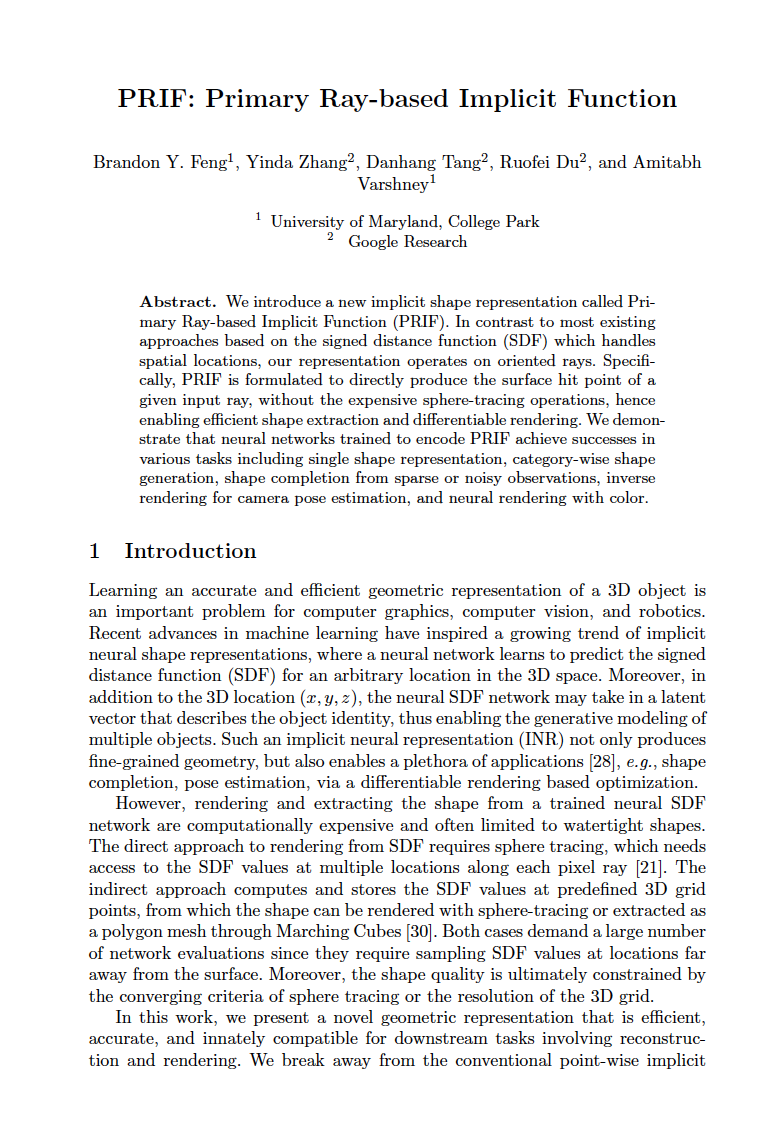 PRIF: Primary Ray-based Implicit Function
Brandon Y. Feng1, Yinda Zhang2, Danhang Tang2, Ruofei Du2, and Amitabh
Varshney1
1 University of Maryland, College Park
2 Google Research
Abstract. We introduce a new implicit shape representation called Pri-
mary Ray-based Implicit Function (PRIF). In contrast to most existing
approaches based on the signed distance function (SDF) which handles
spatial locations, our representation operates on oriented rays. Specifi-
cally, PRIF is formulated to directly produce the surface hit point of a
given input ray, without the expensive sphere-tracing operations, hence
enabling efficient shape extraction and differentiable rendering. We demon-
strate that neural networks trained to encode PRIF achieve successes in
various tasks including single shape representation, category-wise shape
generation, shape completion from sparse or noisy observations, inverse
rendering for camera pose estimation, and neural rendering with color.
1 Introduction
Learning an accurate and efficient geometric representation of a 3D object is
an important problem for computer graphics, computer vision, and robotics.
Recent advances in machine learning have inspired a growing trend of implicit
neural shape representations, where a neural network learns to predict the signed
distance function (SDF) for an arbitrary location in the 3D space. Moreover, in
addition to the 3D location (x, y, z), the neural SDF network may take in a latent
vector that describes the object identity, thus enabling the generative modeling of
multiple objects. Such an implicit neural representation (INR) not only produces
fine-grained geometry, but also enables a plethora of applications [28], e.g., shape
completion, pose estimation, via a differentiable rendering based optimization.
However, rendering and extracting the shape from a trained neural SDF
network are computationally expensive and often limited to watertight shapes.
The direct approach to rendering from SDF requires sphere tracing, which needs
access to the SDF values at multiple locations along each pixel ray [21]. The
indirect approach computes and stores the SDF values at predefined 3D grid
points, from which the shape can be rendered with sphere-tracing or extracted as
a polygon mesh through Marching Cubes [30]. Both cases demand a large number
of network evaluations since they require sampling SDF values at locations far
away from the surface. Moreover, the shape quality is ultimately constrained by
the converging criteria of sphere tracing or the resolution of the 3D grid.
In this work, we present a novel geometric representation that is efficient,
accurate, and innately compatible for downstream tasks involving reconstruc-
tion and rendering. We break away from the conventional point-wise implicit